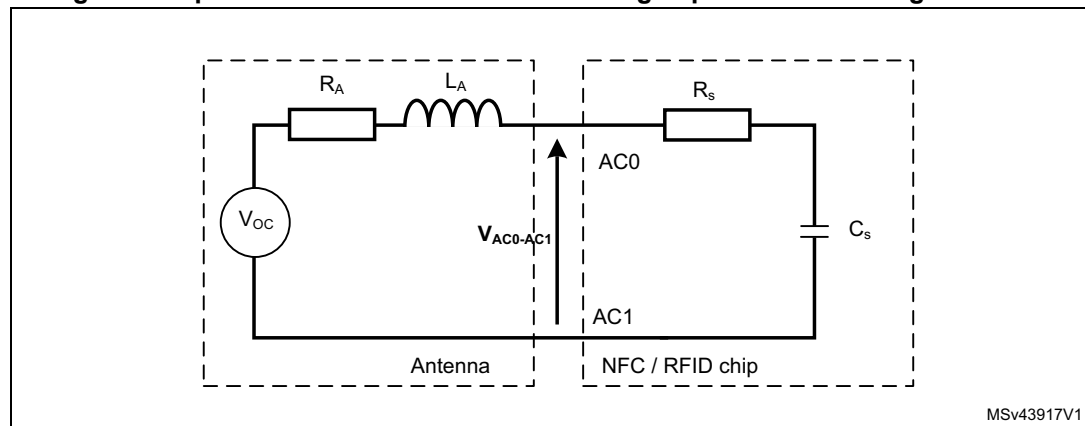 R_A
L_A
R_s
AC0
V_OC
V_AC0-AC1
C_s
AC1
Antenna
NFC / RFID chip
MSv43917V1